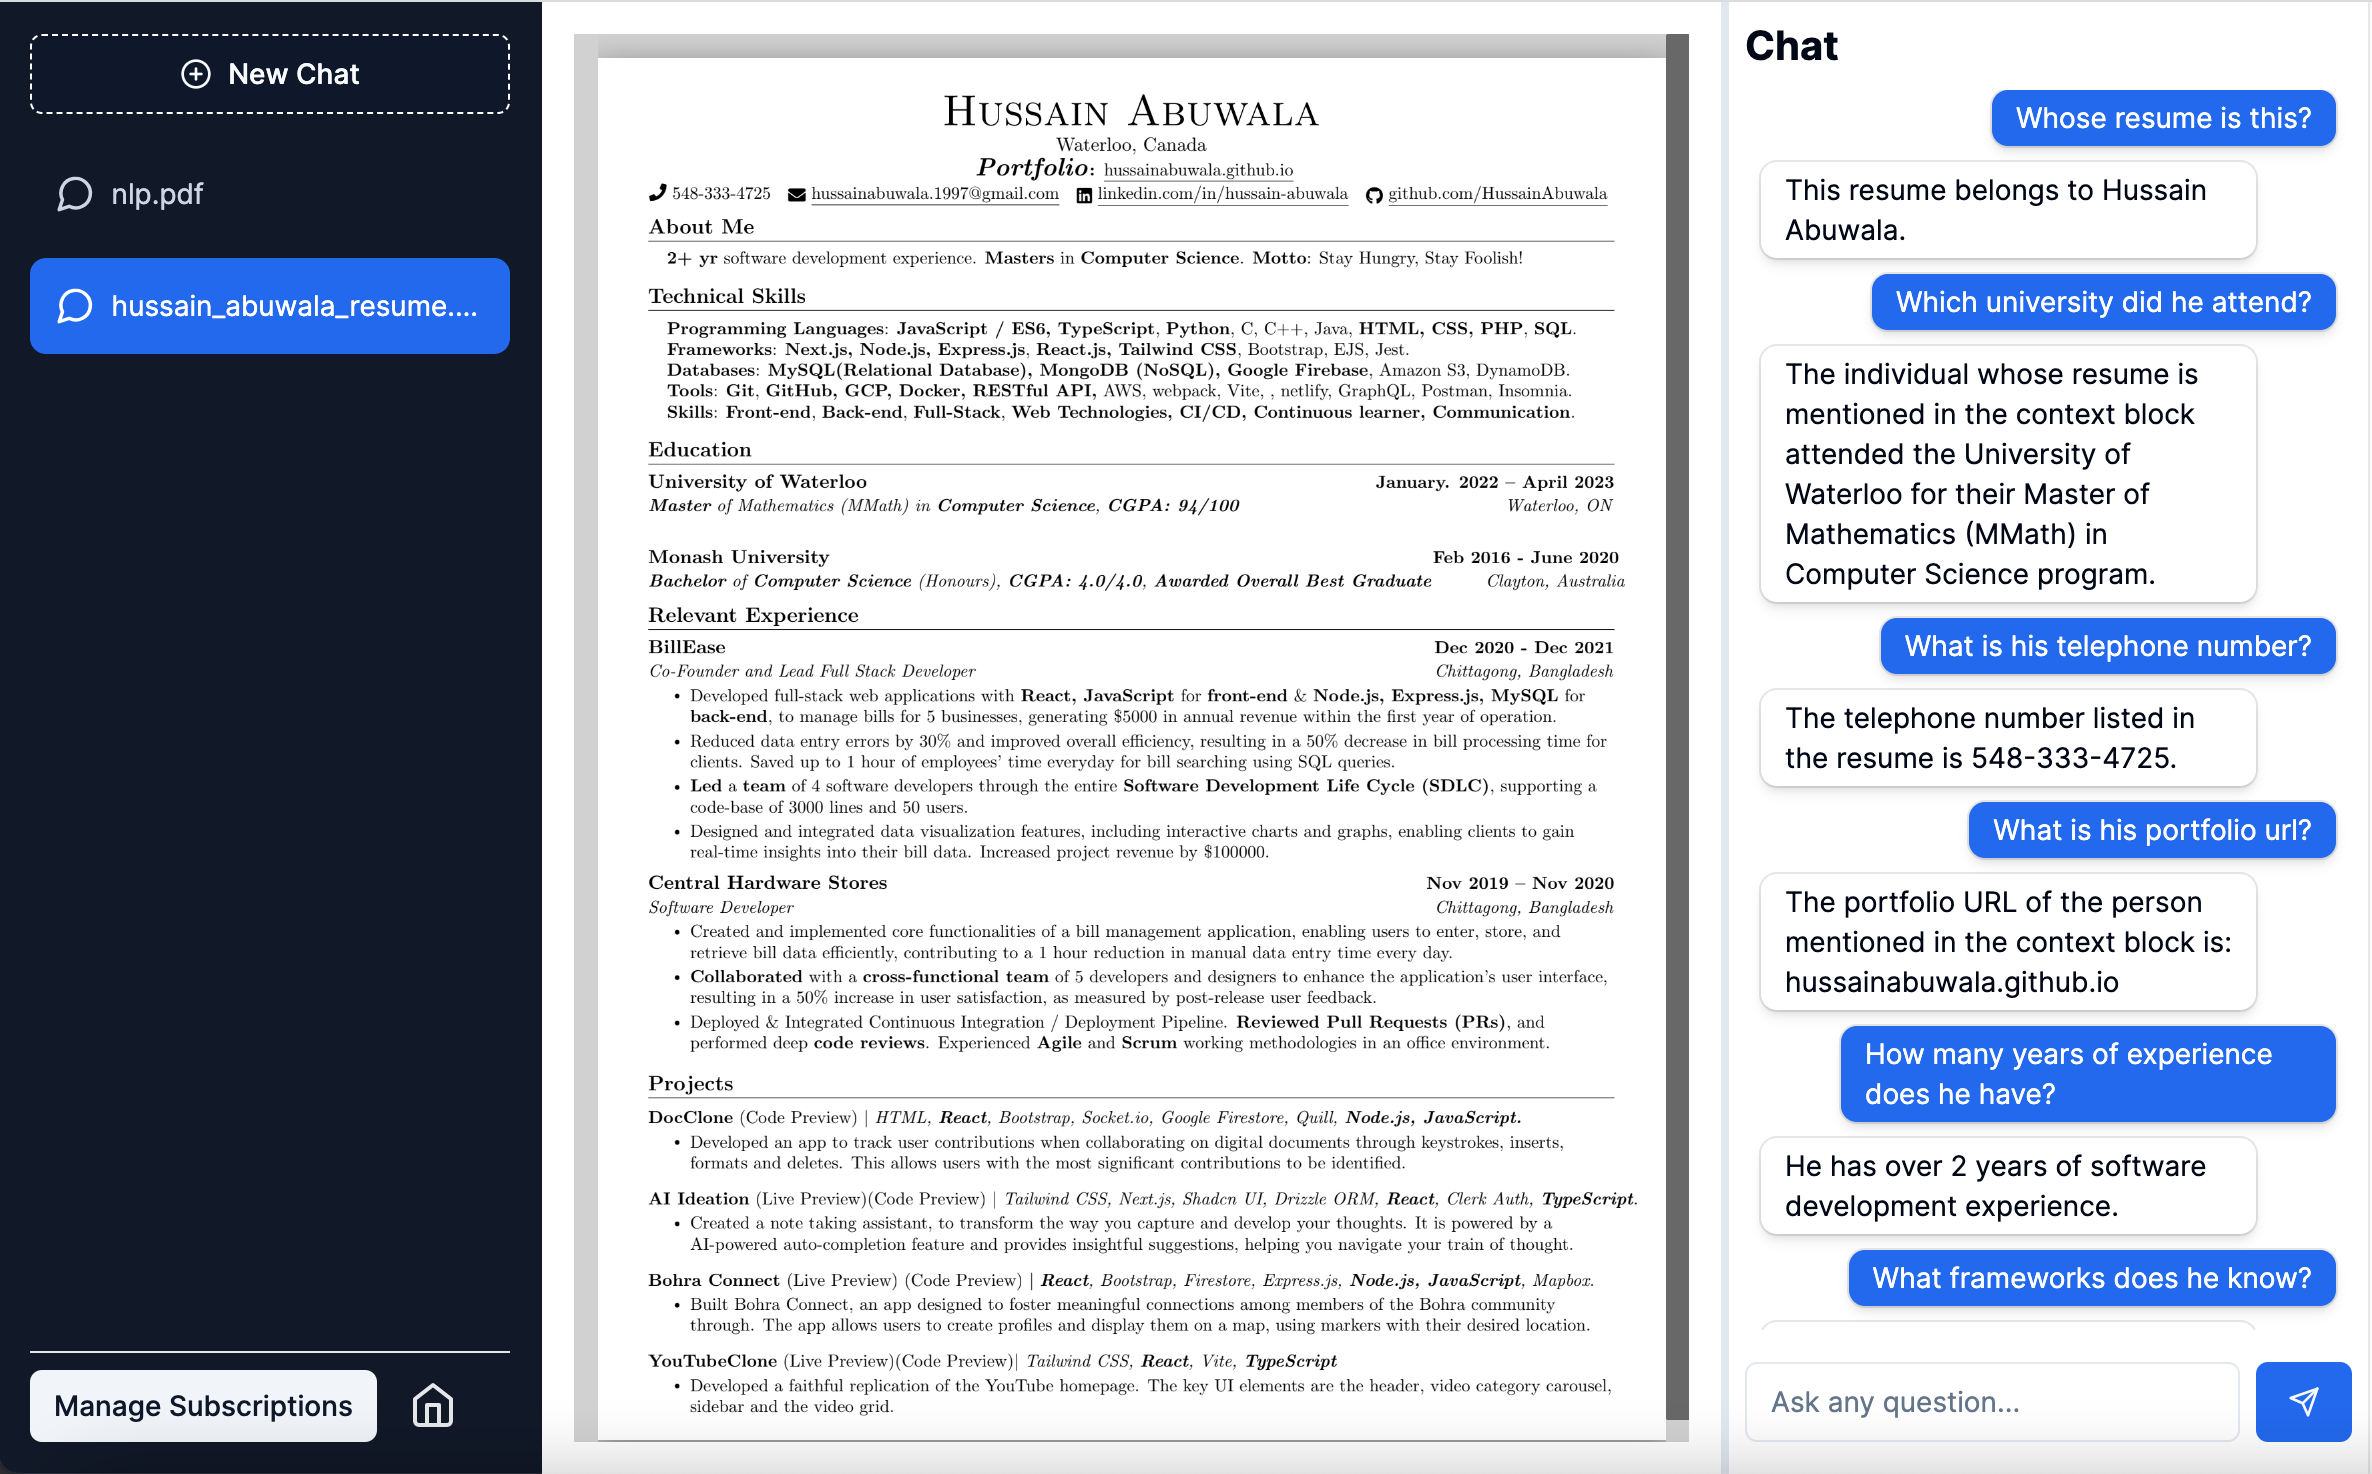 New Chat
nlp.pdf
hussain_abuwala_resume....
Manage Subscriptions
Hussain Abuwala
Waterloo, Canada
Portfolio: hussainabuwala.github.io
548-333-4725 hussainabuwala.1997@gmail.com linkedin.com/in/hussain-abuwala github.com/HussainAbuwala
About Me
2+ yr software development experience. Masters in Computer Science. Motto: Stay Hungry, Stay Foolish!
Technical Skills
Programming Languages: JavaScript / ES6, TypeScript, Python, C, C++, Java, HTML, CSS, PHP, SQL.
Frameworks: Next.js, Node.js, Express.js, React.js, Tailwind CSS, Bootstrap, EJS, Jest.
Databases: MySQL(Relational Database), MongoDB (NoSQL), Google Firebase, Amazon S3, DynamoDB.
Tools: Git, GitHub, GCP, Docker, RESTful API, AWS, webpack, Vite, , netlify, GraphQL, Postman, Insomnia.
Skills: Front-end, Back-end, Full-Stack, Web Technologies, CI/CD, Continuous learner, Communication.
Education
University of Waterloo January. 2022 – April 2023
Master of Mathematics (MMath) in Computer Science, CGPA: 94/100 Waterloo, ON
Monash University Feb 2016 - June 2020
Bachelor of Computer Science (Honours), CGPA: 4.0/4.0, Awarded Overall Best Graduate Clayton, Australia
Relevant Experience
BillEase Dec 2020 - Dec 2021
Co-Founder and Lead Full Stack Developer Chittagong, Bangladesh
• Developed full-stack web applications with React, JavaScript for front-end & Node.js, Express.js, MySQL for
back-end, to manage bills for 5 businesses, generating $5000 in annual revenue within the first year of operation.
• Reduced data entry errors by 30% and improved overall efficiency, resulting in a 50% decrease in bill processing time for
clients. Saved up to 1 hour of employees' time everyday for bill searching using SQL queries.
• Led a team of 4 software developers through the entire Software Development Life Cycle (SDLC), supporting a
code-base of 3000 lines and 50 users.
• Designed and integrated data visualization features, including interactive charts and graphs, enabling clients to gain
real-time insights into their bill data. Increased project revenue by $100000.
Central Hardware Stores Nov 2019 – Nov 2020
Software Developer Chittagong, Bangladesh
• Created and implemented core functionalities of a bill management application, enabling users to enter, store, and
retrieve bill data efficiently, contributing to a 1 hour reduction in manual data entry time every day.
• Collaborated with a cross-functional team of 5 developers and designers to enhance the application's user interface,
resulting in a 50% increase in user satisfaction, as measured by post-release user feedback.
• Deployed & Integrated Continuous Integration / Deployment Pipeline. Reviewed Pull Requests (PRs), and
performed deep code reviews. Experienced Agile and Scrum working methodologies in an office environment.
Projects
DocClone (Code Preview) | HTML, React, Bootstrap, Socket.io, Google Firestore, Quill, Node.js, JavaScript.
• Developed an app to track user contributions when collaborating on digital documents through keystrokes, inserts,
formats and deletes. This allows users with the most significant contributions to be identified.
AI Ideation (Live Preview)(Code Preview) | Tailwind CSS, Next.js, Shadcn UI, Drizzle ORM, React, Clerk Auth, TypeScript.
• Created a note taking assistant, to transform the way you capture and develop your thoughts. It is powered by a
AI-powered auto-completion feature and provides insightful suggestions, helping you navigate your train of thought.
Bohra Connect (Live Preview) (Code Preview) | React, Bootstrap, Firestore, Express.js, Node.js, JavaScript, Mapbox.
• Built Bohra Connect, an app designed to foster meaningful connections among members of the Bohra community
through. The app allows users to create profiles and display them on a map, using markers with their desired location.
YouTubeClone (Live Preview)(Code Preview)| Tailwind CSS, React, Vite, TypeScript
• Developed a faithful replication of the YouTube homepage. The key UI elements are the header, video category carousel,
sidebar and the video grid.
Chat
Whose resume is this?
This resume belongs to Hussain
Abuwala.
Which university did he attend?
The individual whose resume is
mentioned in the context block
attended the University of
Waterloo for their Master of
Mathematics (MMath) in
Computer Science program.
What is his telephone number?
The telephone number listed in
the resume is 548-333-4725.
What is his portfolio url?
The portfolio URL of the person
mentioned in the context block is:
hussainabuwala.github.io
How many years of experience
does he have?
He has over 2 years of software
development experience.
What frameworks does he know?
Ask any question...